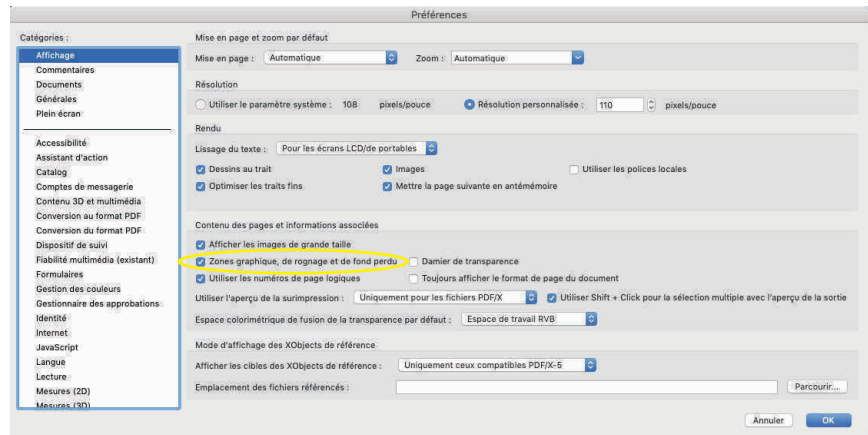 Préférences
Catégories :
Affichage
Commentaires
Documents
Générales
Plein écran
Accessibilité
Assistant d'action
Catalog
Comptes de messagerie
Contenu 3D et multimédia
Conversion au format PDF
Conversion du format PDF
Dispositif de suivi
Fiabilité multimédia (existant)
Formulaires
Gestion des couleurs
Gestionnaire des approbations
Identité
Internet
JavaScript
Langue
Lecture
Mesures (2D)
Mesures (3D)
Mise en page et zoom par défaut
Mise en page : Automatique Zoom : Automatique
Résolution
Utiliser le paramètre système : 108 pixels/pouce Résolution personnalisée : 110 pixels/pouce
Rendu
Lissage du texte : Pour les écrans LCD/de portables
Dessins au trait Images Utiliser les polices locales
Optimiser les traits fins Mettre la page suivante en antémémoire
Contenu des pages et informations associées
Afficher les images de grande taille
Zones graphique, de rognage et de fond perdu Damier de transparence
Utiliser les numéros de page logiques Toujours afficher le format de page du document
Utiliser l'aperçu de la surimpression : Uniquement pour les fichiers PDF/X Utiliser Shift + Click pour la sélection multiple avec l'aperçu de la sortie
Espace colorimétrique de fusion de la transparence par défaut : Espace de travail RVB
Mode d'affichage des XObjects de référence
Afficher les cibles des XObjects de référence : Uniquement ceux compatibles PDF/X-5
Emplacement des fichiers référencés : Parcourir...
Annuler OK